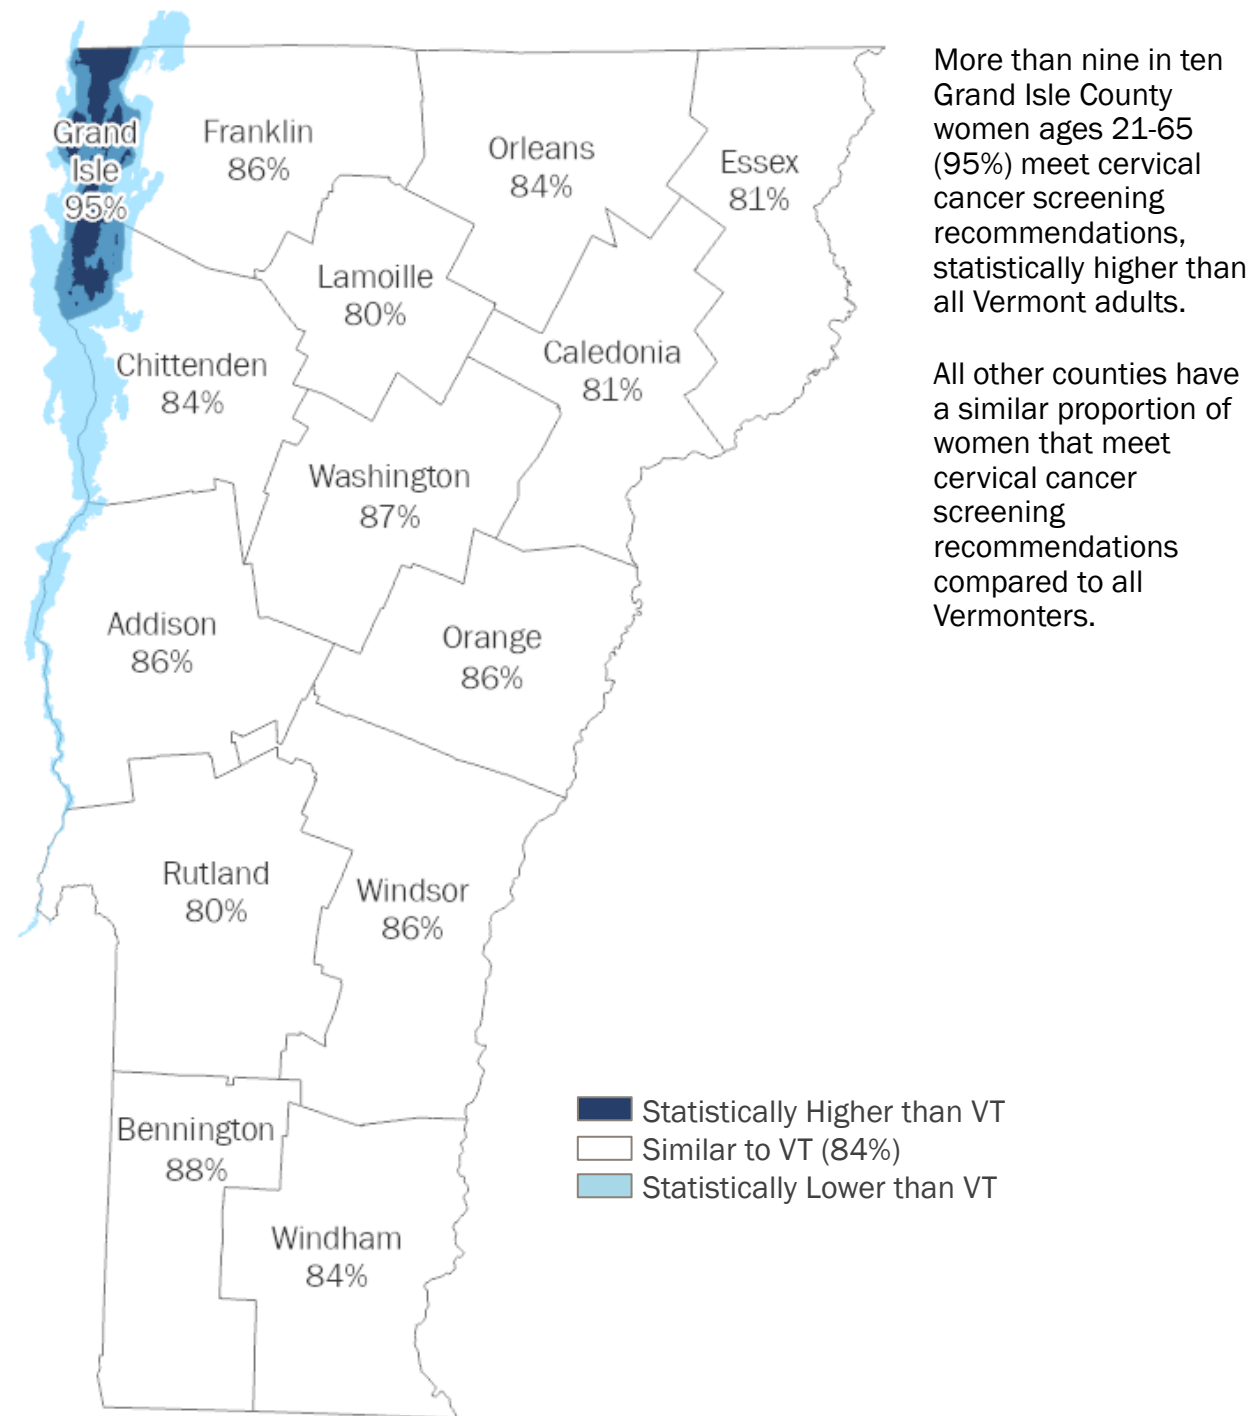 More than nine in ten
Grand Isle County
women ages 21-65
(95%) meet cervical
cancer screening
recommendations,
statistically higher than
all Vermont adults.
All other counties have
a similar proportion of
women that meet
cervical cancer
screening
recommendations
compared to all
Vermonters.
Grand
Isle
95%
Franklin
86%
Orleans
84%
Essex
81%
Lamoille
80%
Chittenden
84%
Caledonia
81%
Washington
87%
Addison
86%
Orange
86%
Rutland
80%
Windsor
86%
Bennington
88%
Windham
84%
Statistically Higher than VT
Similar to VT (84%)
Statistically Lower than VT